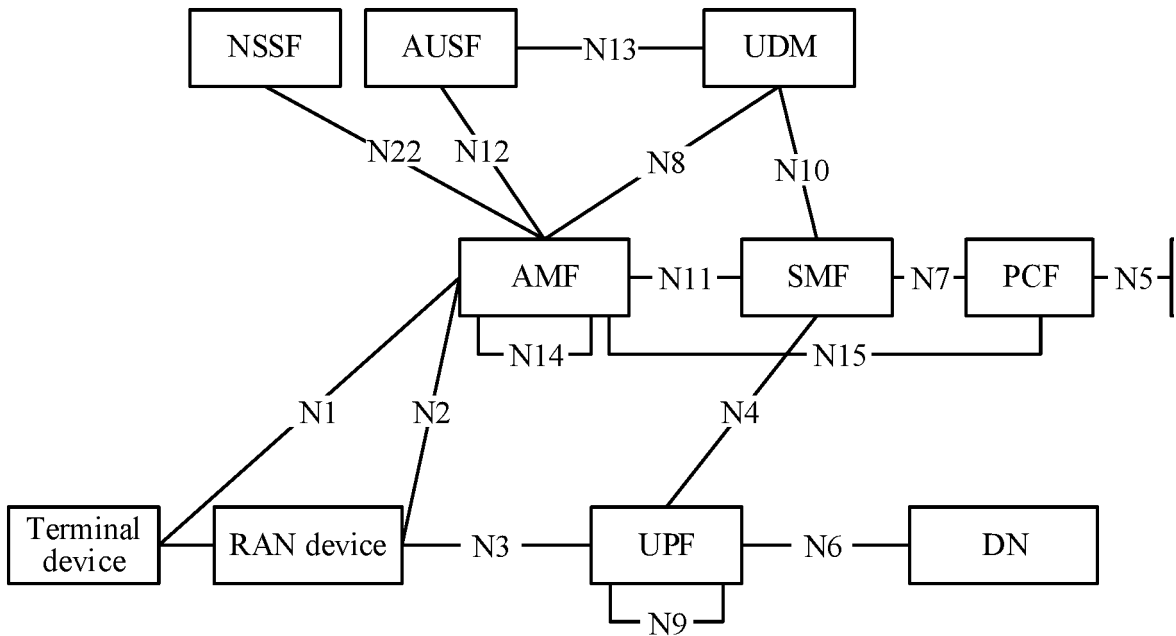 NSSF
AUSF
N13
UDM
N22
N12
N8
N10
AMF
N11
SMF
N7
PCF
N5
N14
N15
N1
N2
N4
Terminal
device
RAN device
N3
UPF
N6
DN
N9